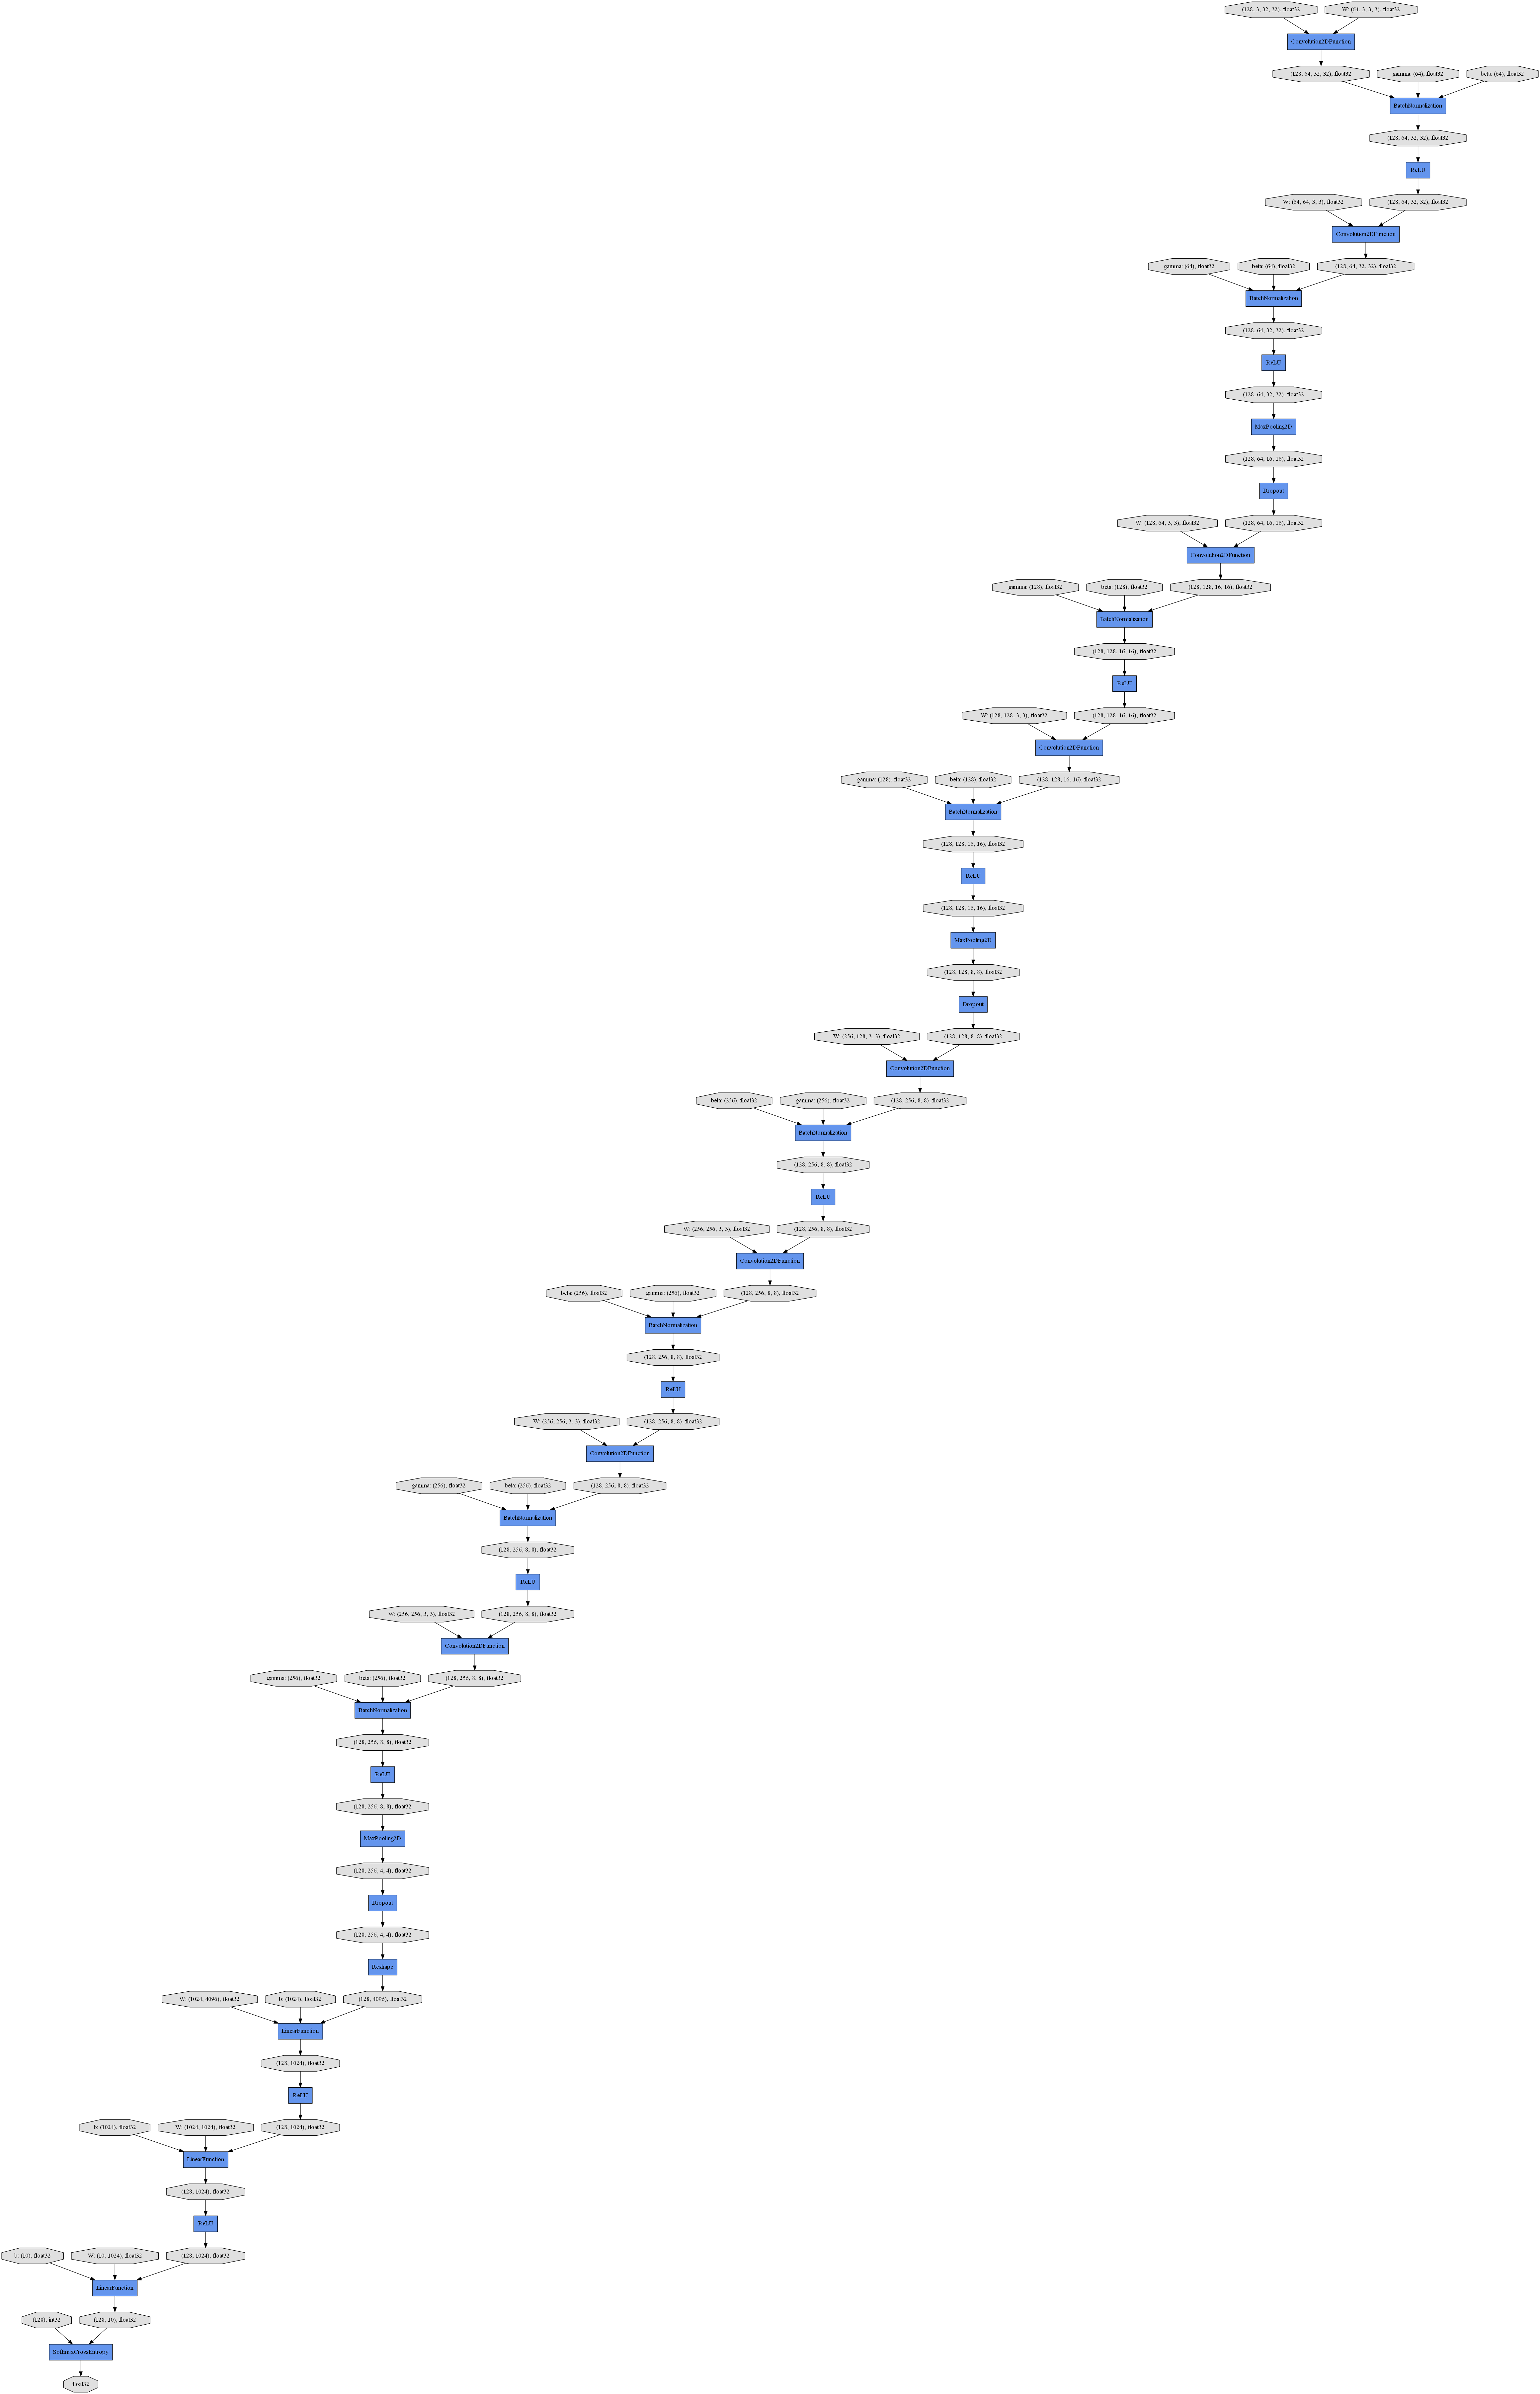 (128, 3, 32, 32), float32
W: (64, 3, 3, 3), float32
Convolution2DFunction
(128, 64, 32, 32), float32
gamma: (64), float32
beta: (64), float32
BatchNormalization
(128, 64, 32, 32), float32
ReLU
W: (64, 64, 3, 3), float32
(128, 64, 32, 32), float32
Convolution2DFunction
gamma: (64), float32
beta: (64), float32
(128, 64, 32, 32), float32
BatchNormalization
(128, 64, 32, 32), float32
ReLU
(128, 64, 32, 32), float32
MaxPooling2D
(128, 64, 16, 16), float32
Dropout
W: (128, 64, 3, 3), float32
(128, 64, 16, 16), float32
Convolution2DFunction
gamma: (128), float32
beta: (128), float32
(128, 128, 16, 16), float32
BatchNormalization
(128, 128, 16, 16), float32
ReLU
W: (128, 128, 3, 3), float32
(128, 128, 16, 16), float32
Convolution2DFunction
gamma: (128), float32
beta: (128), float32
(128, 128, 16, 16), float32
BatchNormalization
(128, 128, 16, 16), float32
ReLU
(128, 128, 16, 16), float32
MaxPooling2D
(128, 128, 8, 8), float32
Dropout
W: (256, 128, 3, 3), float32
(128, 128, 8, 8), float32
Convolution2DFunction
beta: (256), float32
gamma: (256), float32
(128, 256, 8, 8), float32
BatchNormalization
(128, 256, 8, 8), float32
ReLU
W: (256, 256, 3, 3), float32
(128, 256, 8, 8), float32
Convolution2DFunction
beta: (256), float32
gamma: (256), float32
(128, 256, 8, 8), float32
BatchNormalization
(128, 256, 8, 8), float32
ReLU
W: (256, 256, 3, 3), float32
(128, 256, 8, 8), float32
Convolution2DFunction
gamma: (256), float32
beta: (256), float32
(128, 256, 8, 8), float32
BatchNormalization
(128, 256, 8, 8), float32
ReLU
W: (256, 256, 3, 3), float32
(128, 256, 8, 8), float32
Convolution2DFunction
gamma: (256), float32
beta: (256), float32
(128, 256, 8, 8), float32
BatchNormalization
(128, 256, 8, 8), float32
ReLU
(128, 256, 8, 8), float32
MaxPooling2D
(128, 256, 4, 4), float32
Dropout
(128, 256, 4, 4), float32
Reshape
W: (1024, 4096), float32
b: (1024), float32
(128, 4096), float32
LinearFunction
(128, 1024), float32
ReLU
b: (1024), float32
W: (1024, 1024), float32
(128, 1024), float32
LinearFunction
(128, 1024), float32
ReLU
b: (10), float32
W: (10, 1024), float32
(128, 1024), float32
LinearFunction
(128), int32
(128, 10), float32
SoftmaxCrossEntropy
float32